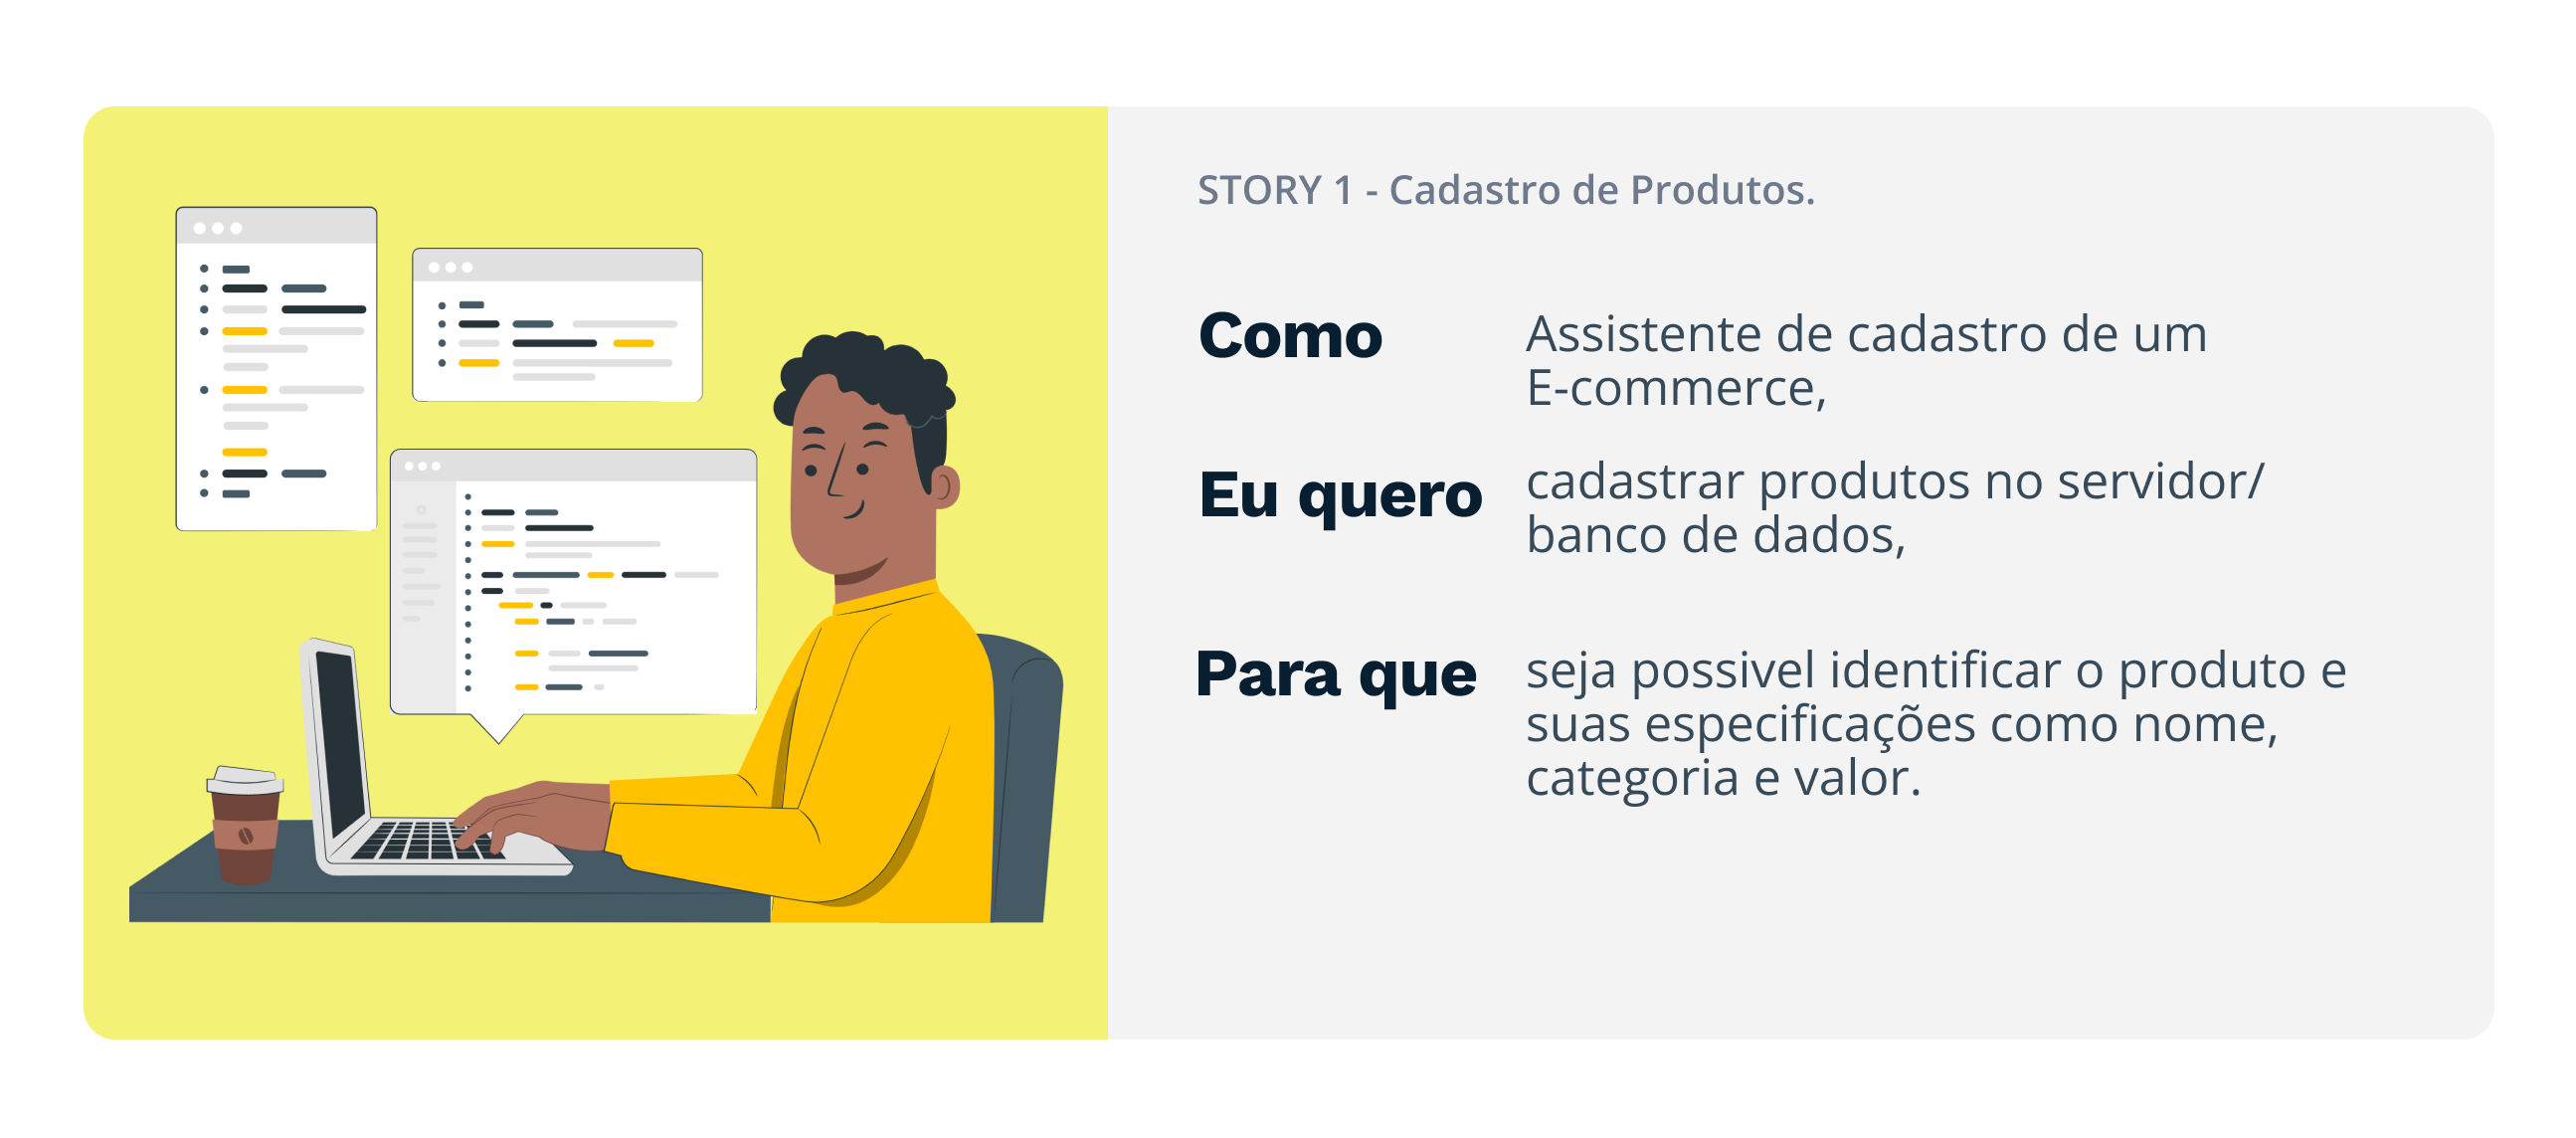 STORY 1 - Cadastro de Produtos.
Como
Assistente de cadastro de um
E-commerce,
Eu quero
cadastrar produtos no servidor/
banco de dados,
Para que
seja possivel identificar o produto e
suas especificações como nome,
categoria e valor.